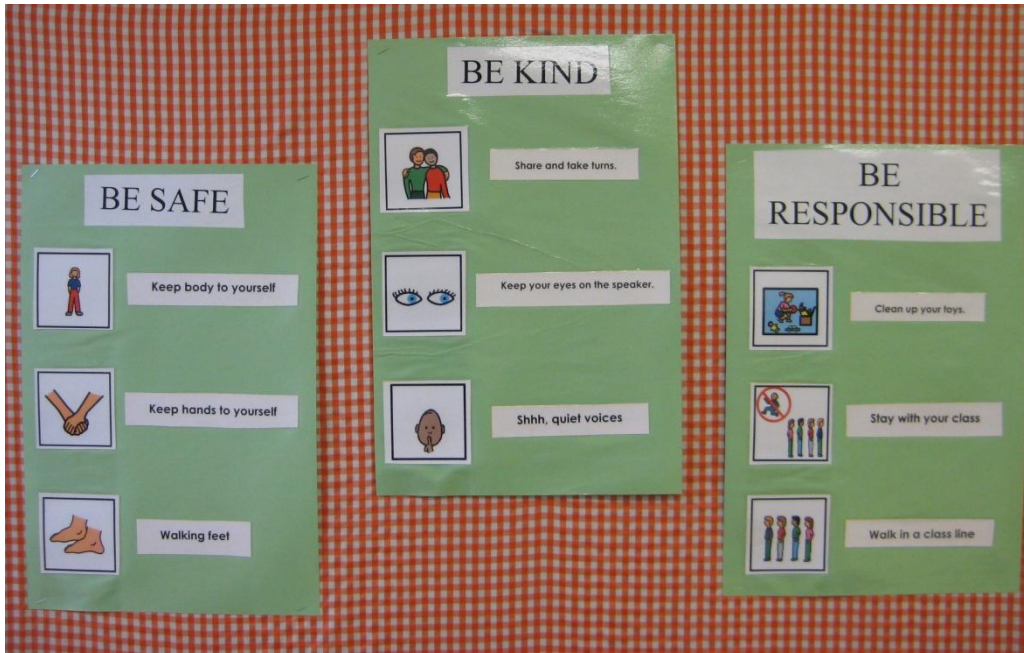 BE SAFE
Keep body to yourself
Keep hands to yourself
Walking feet
BE KIND
Share and take turns.
Keep your eyes on the speaker.
Shhh, quiet voices
BE
RESPONSIBLE
Clean up your toys.
Stay with your class
Walk in a class line